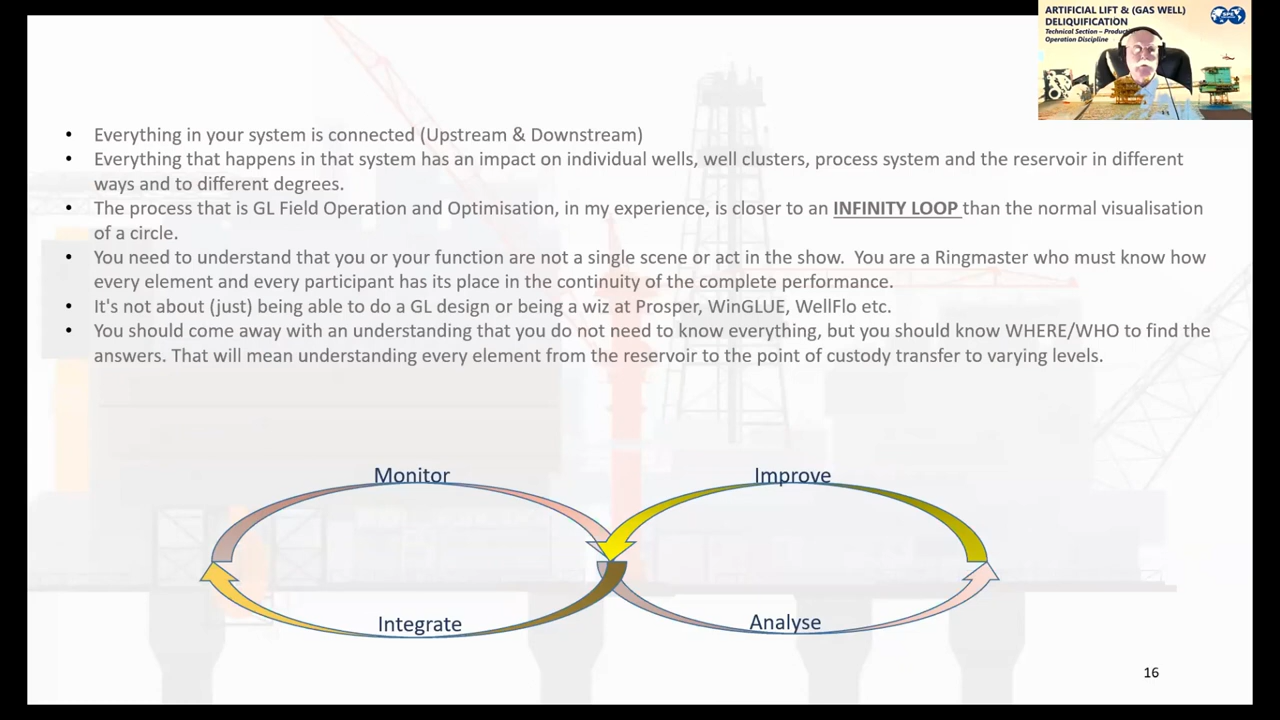 ARTIFICIAL LIFT & (GAS WELL)
DELIQUIFICATION
Technical Section – Product
Operation Discipline
• Everything in your system is connected (Upstream & Downstream)
• Everything that happens in that system has an impact on individual wells, well clusters, process system and the reservoir in different
ways and to different degrees.
• The process that is GL Field Operation and Optimisation, in my experience, is closer to an INFINITY LOOP than the normal visualisation
of a circle.
• You need to understand that you or your function are not a single scene or act in the show. You are a Ringmaster who must know how
every element and every participant has its place in the continuity of the complete performance.
• It's not about (just) being able to do a GL design or being a wiz at Prosper, WinGLUE, WellFlo etc.
• You should come away with an understanding that you do not need to know everything, but you should know WHERE/WHO to find the
answers. That will mean understanding every element from the reservoir to the point of custody transfer to varying levels.
Monitor
Improve
Integrate
Analyse
16